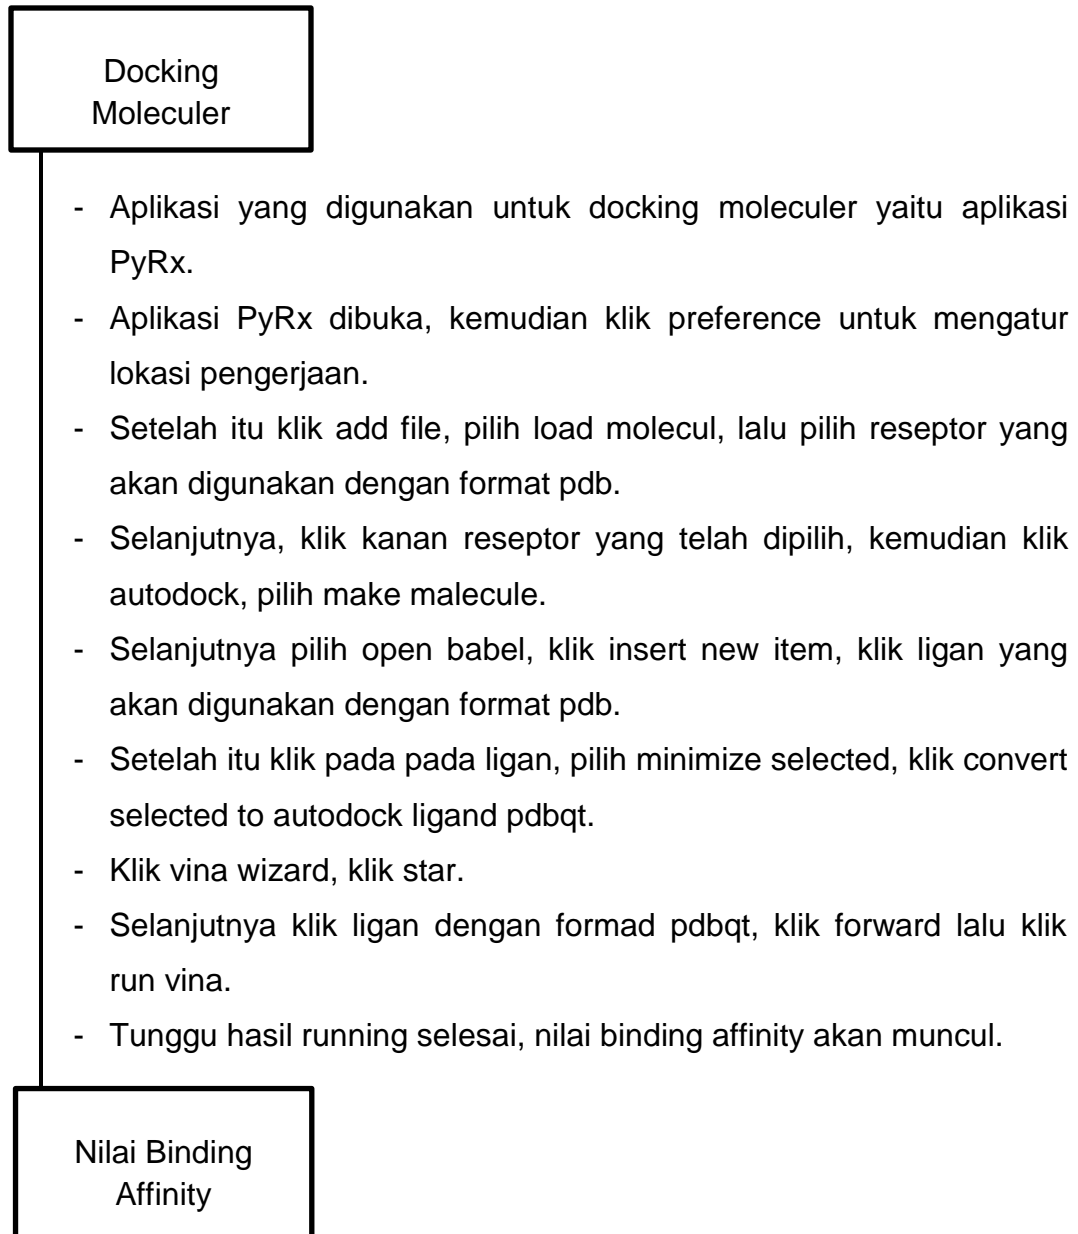 Docking
Moleculer
- Aplikasi yang digunakan untuk docking moleculer yaitu aplikasi
PyRx.
- Aplikasi PyRx dibuka, kemudian klik preference untuk mengatur
lokasi pengerjaan.
- Setelah itu klik add file, pilih load molecul, lalu pilih reseptor yang
akan digunakan dengan format pdb.
- Selanjutnya, klik kanan reseptor yang telah dipilih, kemudian klik
autodock, pilih make malecule.
- Selanjutnya pilih open babel, klik insert new item, klik ligan yang
akan digunakan dengan format pdb.
- Setelah itu klik pada pada ligan, pilih minimize selected, klik convert
selected to autodock ligand pdbqt.
- Klik vina wizard, klik star.
- Selanjutnya klik ligan dengan formad pdbqt, klik forward lalu klik
run vina.
- Tunggu hasil running selesai, nilai binding affinity akan muncul.
Nilai Binding
Affinity